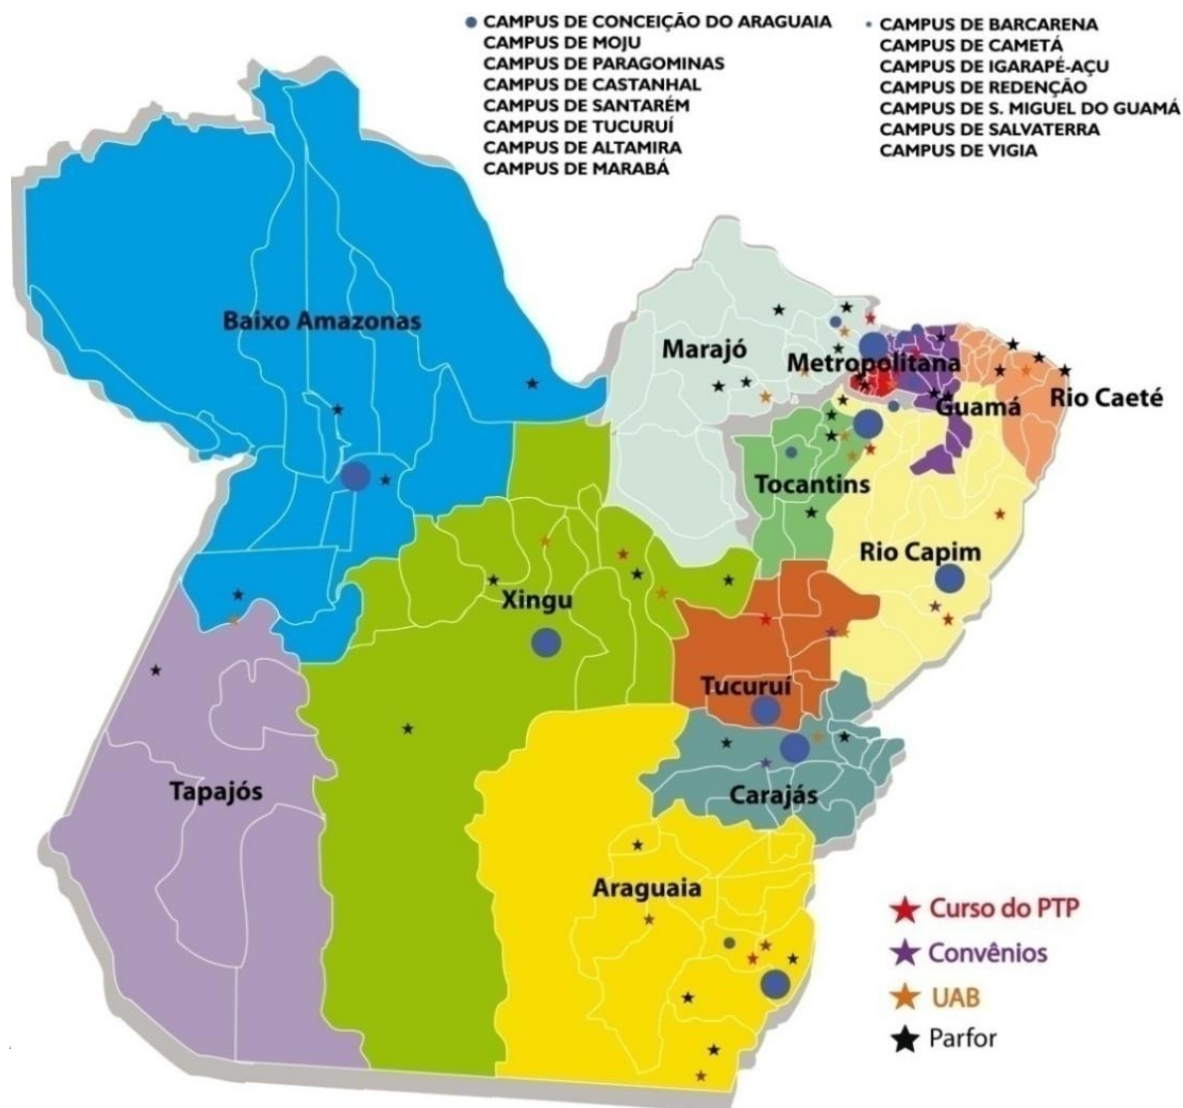 CAMPUS DE CONCEIÇÃO DO ARAGUAIA
CAMPUS DE MOJU
CAMPUS DE PARAGOMINAS
CAMPUS DE CASTANHAL
CAMPUS DE SANTARÉM
CAMPUS DE TUCURUÍ
CAMPUS DE ALTAMIRA
CAMPUS DE MARABÁ
CAMPUS DE BARCARENA
CAMPUS DE CAMETÁ
CAMPUS DE IGARAPÉ-AÇU
CAMPUS DE REDENÇÃO
CAMPUS DE S. MIGUEL DO GUAMÁ
CAMPUS DE SALVATERRA
CAMPUS DE VIGIA
Baixo Amazonas
Marajó
Metropolitana
Guamá
Rio Caeté
Tocantins
Rio Capim
Xingu
Tucuruí
Tapajós
Carajás
Araguaia
Curso do PTP
Convênios
UAB
Parfor